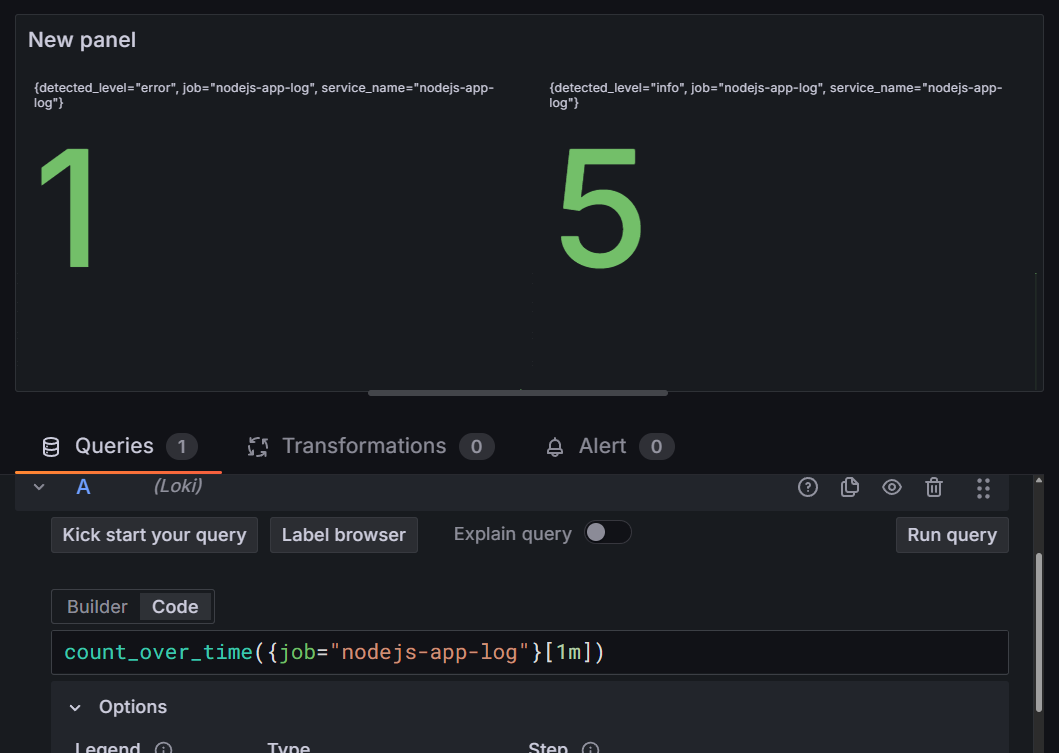 New panel
{detected_level="error", job="nodejs-app-log", service_name="nodejs-app-
log"}
1
{detected_level="info", job="nodejs-app-log", service_name="nodejs-app-
log"}
5
Queries 1 Transformations 0 Alert 0
A (Loki)
Kick start your query Label browser Explain query Run query
Builder Code
count_over_time({job="nodejs-app-log"}[1m])
Options
Legend Type Step